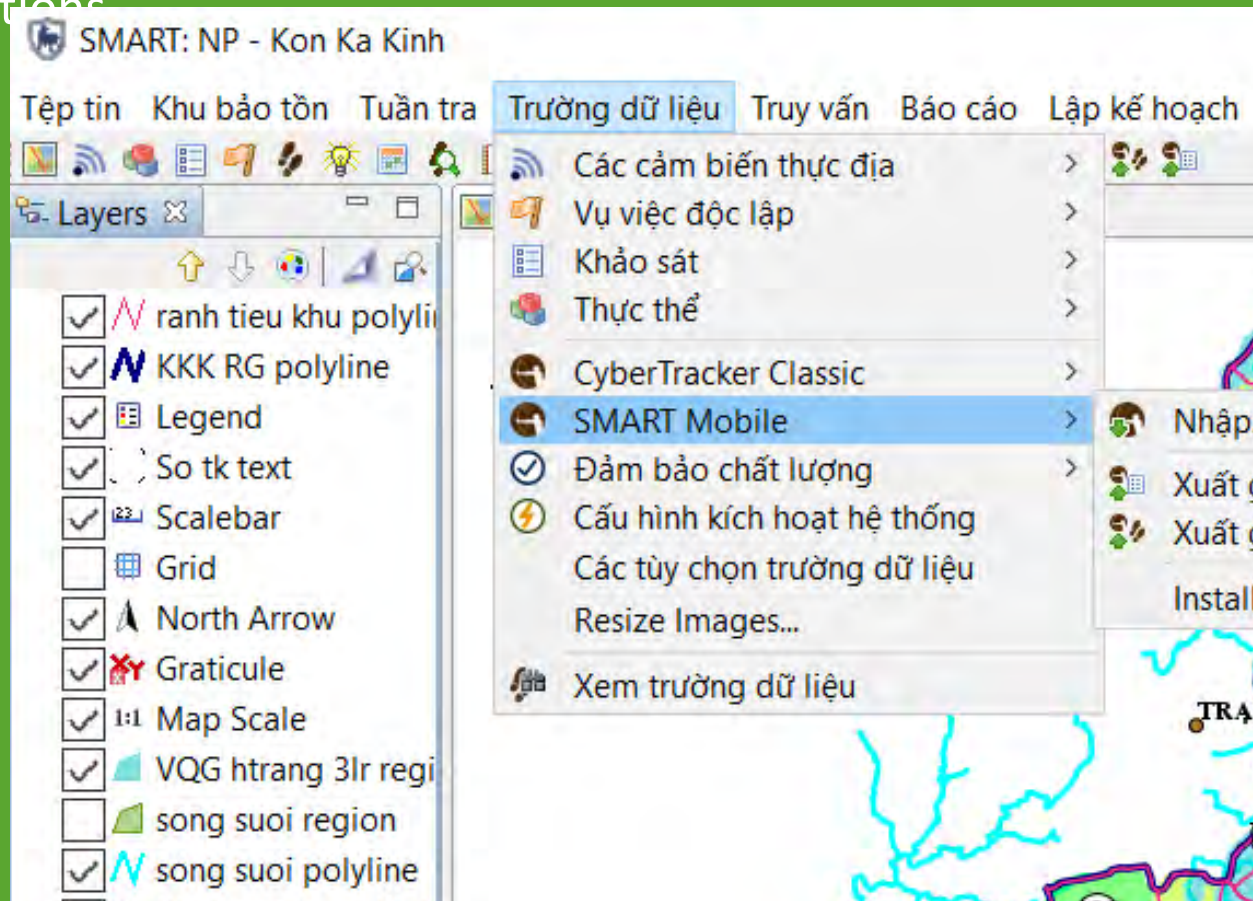 SMART: NP - Kon Ka Kinh
Tệp tin Khu bảo tồn Tuần tra Trường dữ liệu Truy vấn Báo cáo Lập kế hoạch
Layers
ranh tieu khu
KKK RG polyline
Legend
So tk text
Scalebar
Grid
North Arrow
Graticule
1:1 Map Scale
VQG htrang 3lr
song suoi region
song suoi polyline
Các cảm biến thực địa
Vụ việc độc lập
Khảo sát
Thực thể
CyberTracker Classic
SMART Mobile
Đảm bảo chất lượng
Cấu hình kích hoạt hệ thống
Các tùy chọn trường dữ liệu
Resize Images...
Xem trường dữ liệu
Nhập
Xuất
Xuất
Install